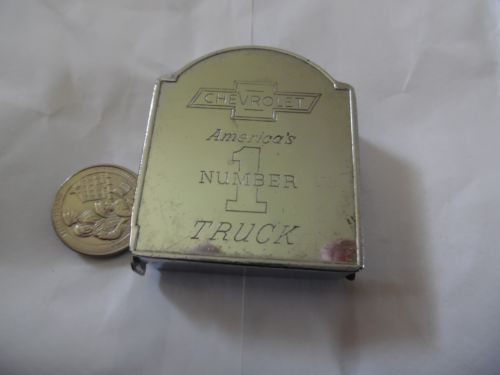 CHEVROLET
America's
1
NUMBER
TRUCK